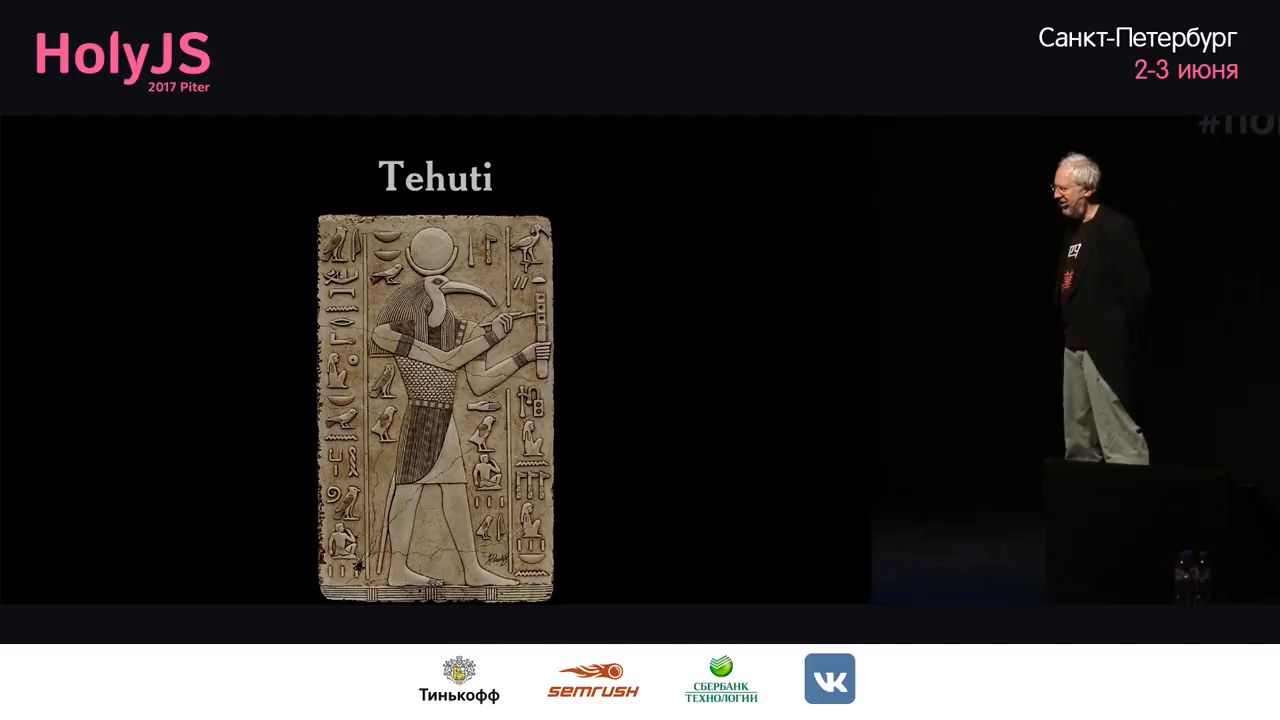 HolyJS
2017 Piter
Санкт-Петербург
2-3 июня
Tehuti
Тинькофф
SEMRUSH
СБЕРБАНК
ТЕХНОЛОГИИ